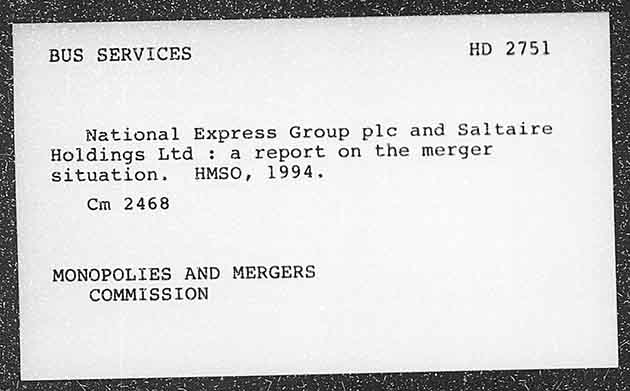 BUS SERVICES HD 2751
National Express Group plc and Saltaire
Holdings Ltd : a report on the merger
situation. HMSO, 1994.
Cm 2468
MONOPOLIES AND MERGERS
COMMISSION